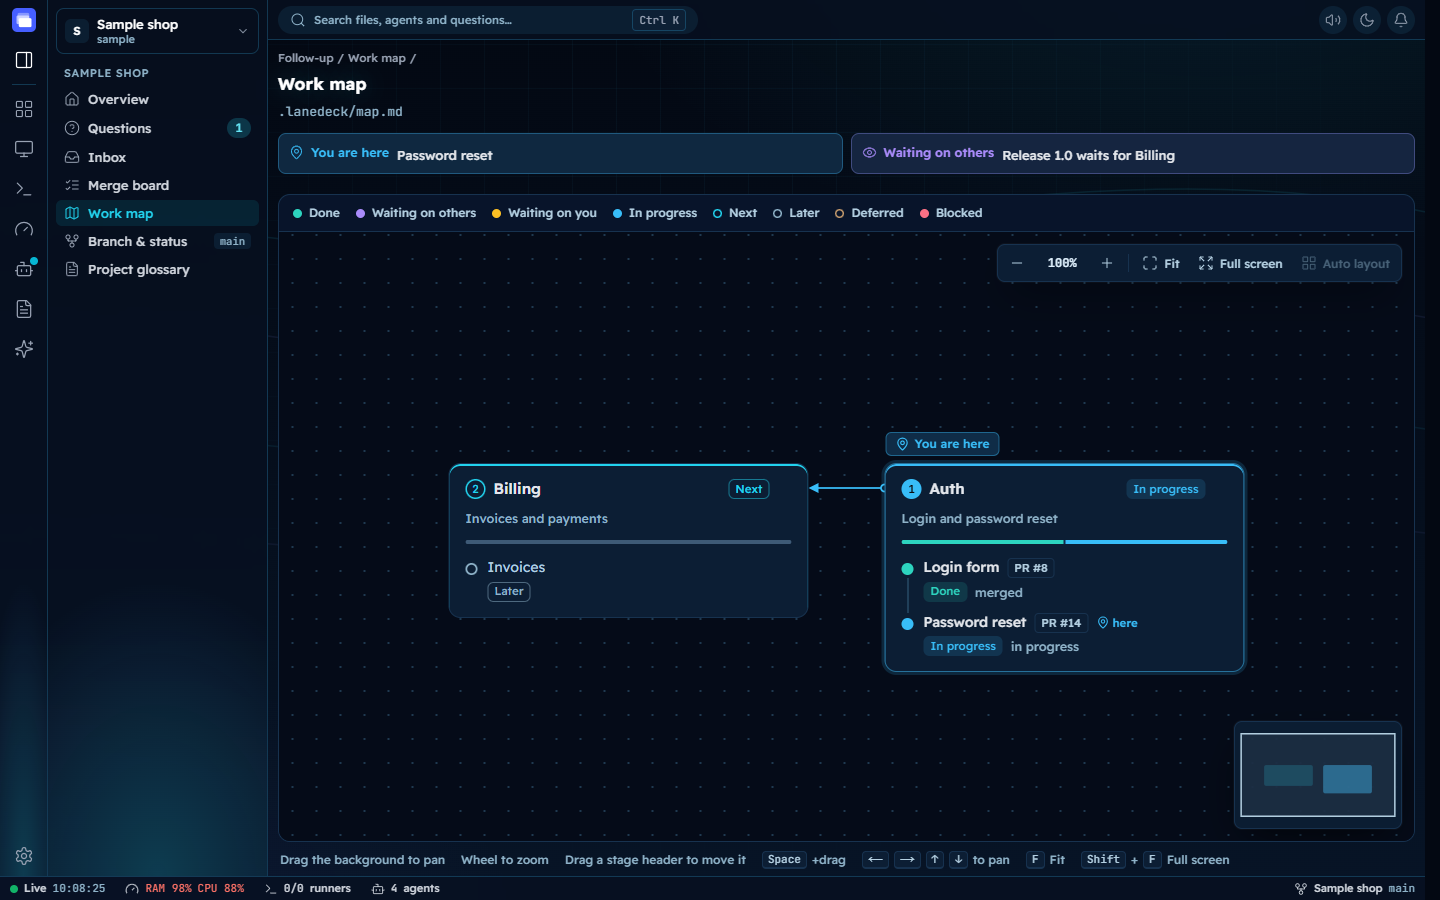 Sample shop
S
sample
Search files, agents and questions...
Ctrl K
SAMPLE SHOP
Overview
Questions
1
Inbox
Merge board
Work map
Branch & status
main
Project glossary
Follow-up / Work map /
Work map
.lanedeck/map.md
You are here
Password reset
Waiting on others
Release 1.0 waits for Billing
Done
Waiting on others
Waiting on you
In progress
Next
Later
Deferred
Blocked
100%
Fit
Full screen
Auto layout
You are here
2
Billing
Next
Invoices and payments
Invoices
Later
1
Auth
In progress
Login and password reset
Login form
PR #8
Done
merged
Password reset
PR #14
here
In progress
in progress
Drag the background to pan
Wheel to zoom
Drag a stage header to move it
Space +drag
← → ↑ ↓ to pan
F Fit
Shift + F Full screen
Live 10:08:25
RAM 98% CPU 88%
0/0 runners
4 agents
Sample shop main